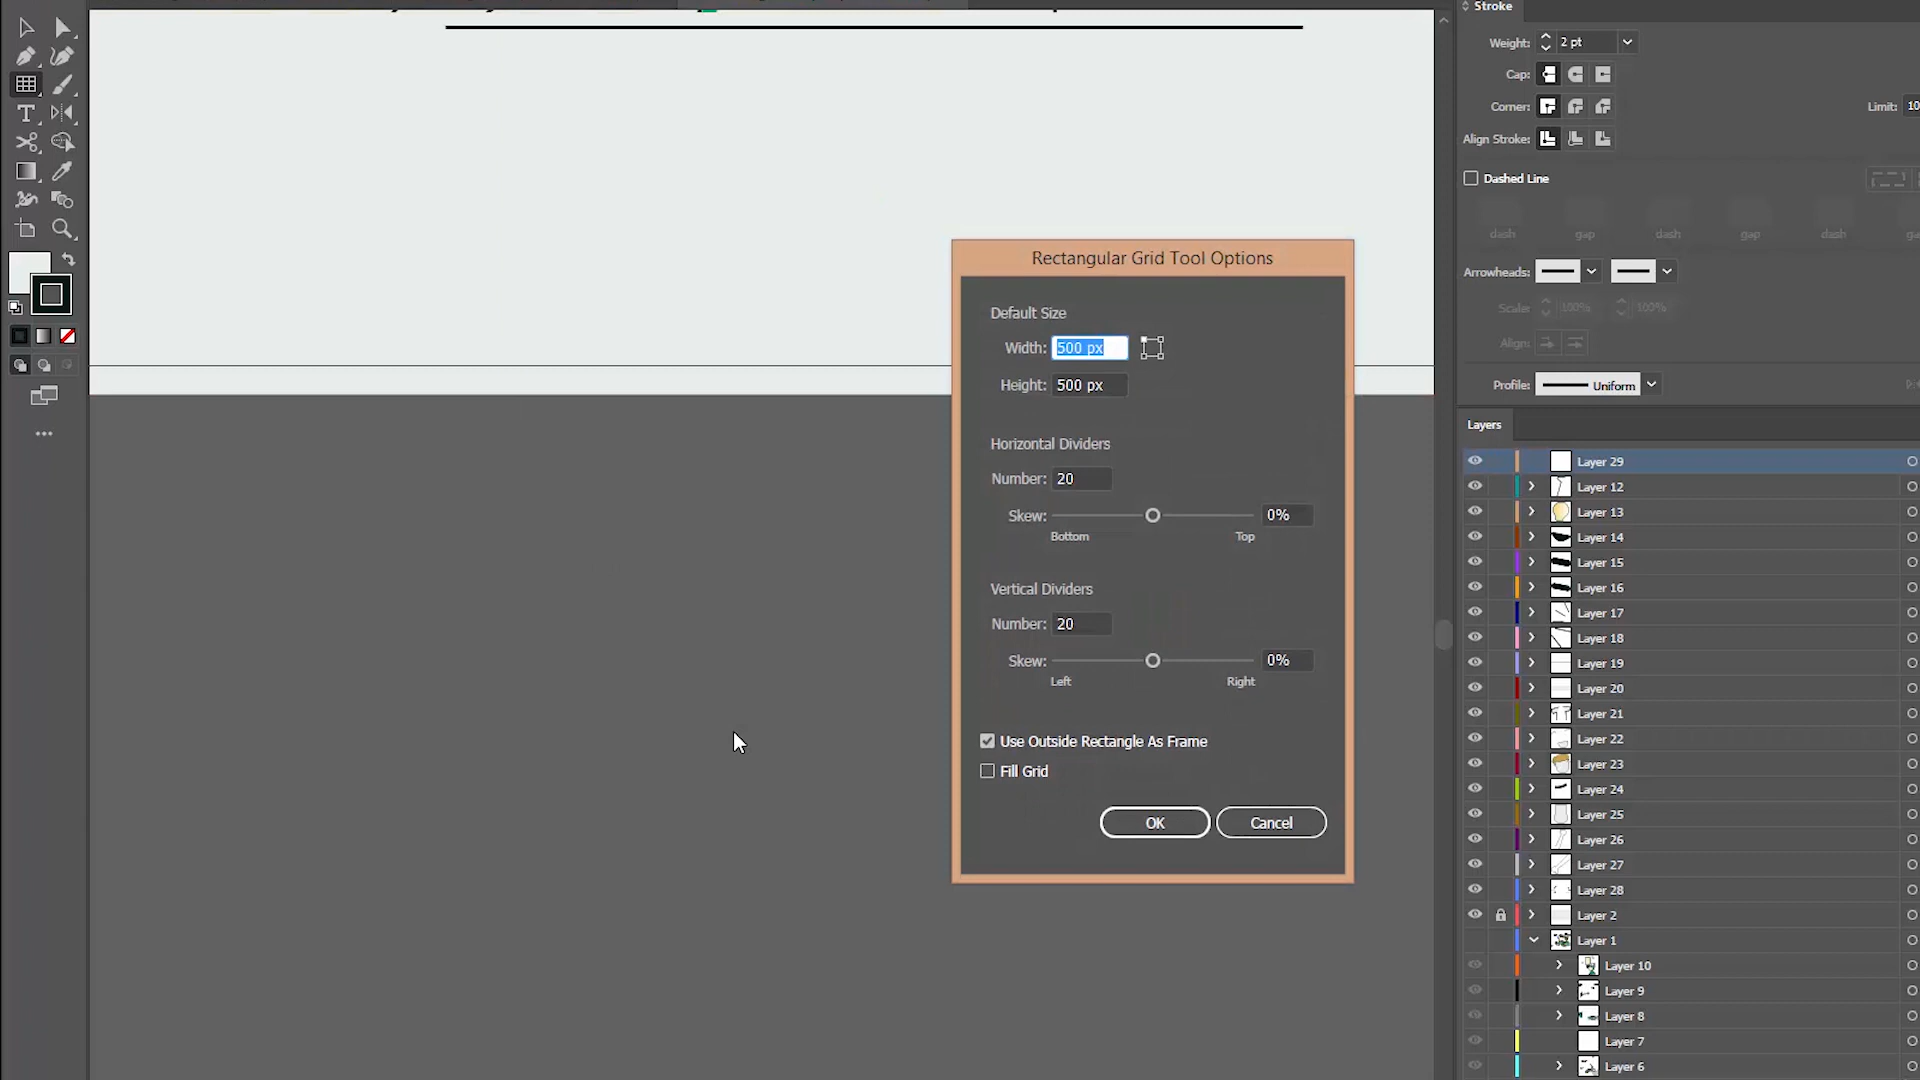 Stroke
Weight: 2 pt
Cap:
Corner:
Limit: 10
Align Stroke:
Dashed Line
dash gap dash gap dash
Arrowheads:
Scale: 100% 100%
Align:
Profile: Uniform
Rectangular Grid Tool Options
Default Size
Width: 500 px
Height: 500 px
Horizontal Dividers
Number: 20
Skew: 0%
Bottom Top
Vertical Dividers
Number: 20
Skew: 0%
Left Right
Use Outside Rectangle As Frame
Fill Grid
OK Cancel
Layers
Layer 29
Layer 12
Layer 13
Layer 14
Layer 15
Layer 16
Layer 17
Layer 18
Layer 19
Layer 20
Layer 21
Layer 22
Layer 23
Layer 24
Layer 25
Layer 26
Layer 27
Layer 28
Layer 2
Layer 1
Layer 10
Layer 9
Layer 8
Layer 7
Layer 6